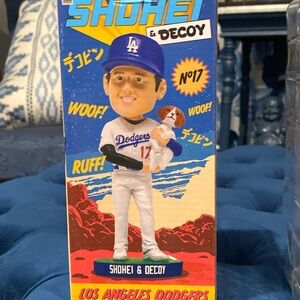 SHOHEI
& DECOY
デコピン
LA
Nº17
WOOF!
WOOF!
Dodgers
17
デコピン
RUFF!
SHOHEI & DECOY
LOS ANGELES DODGERS